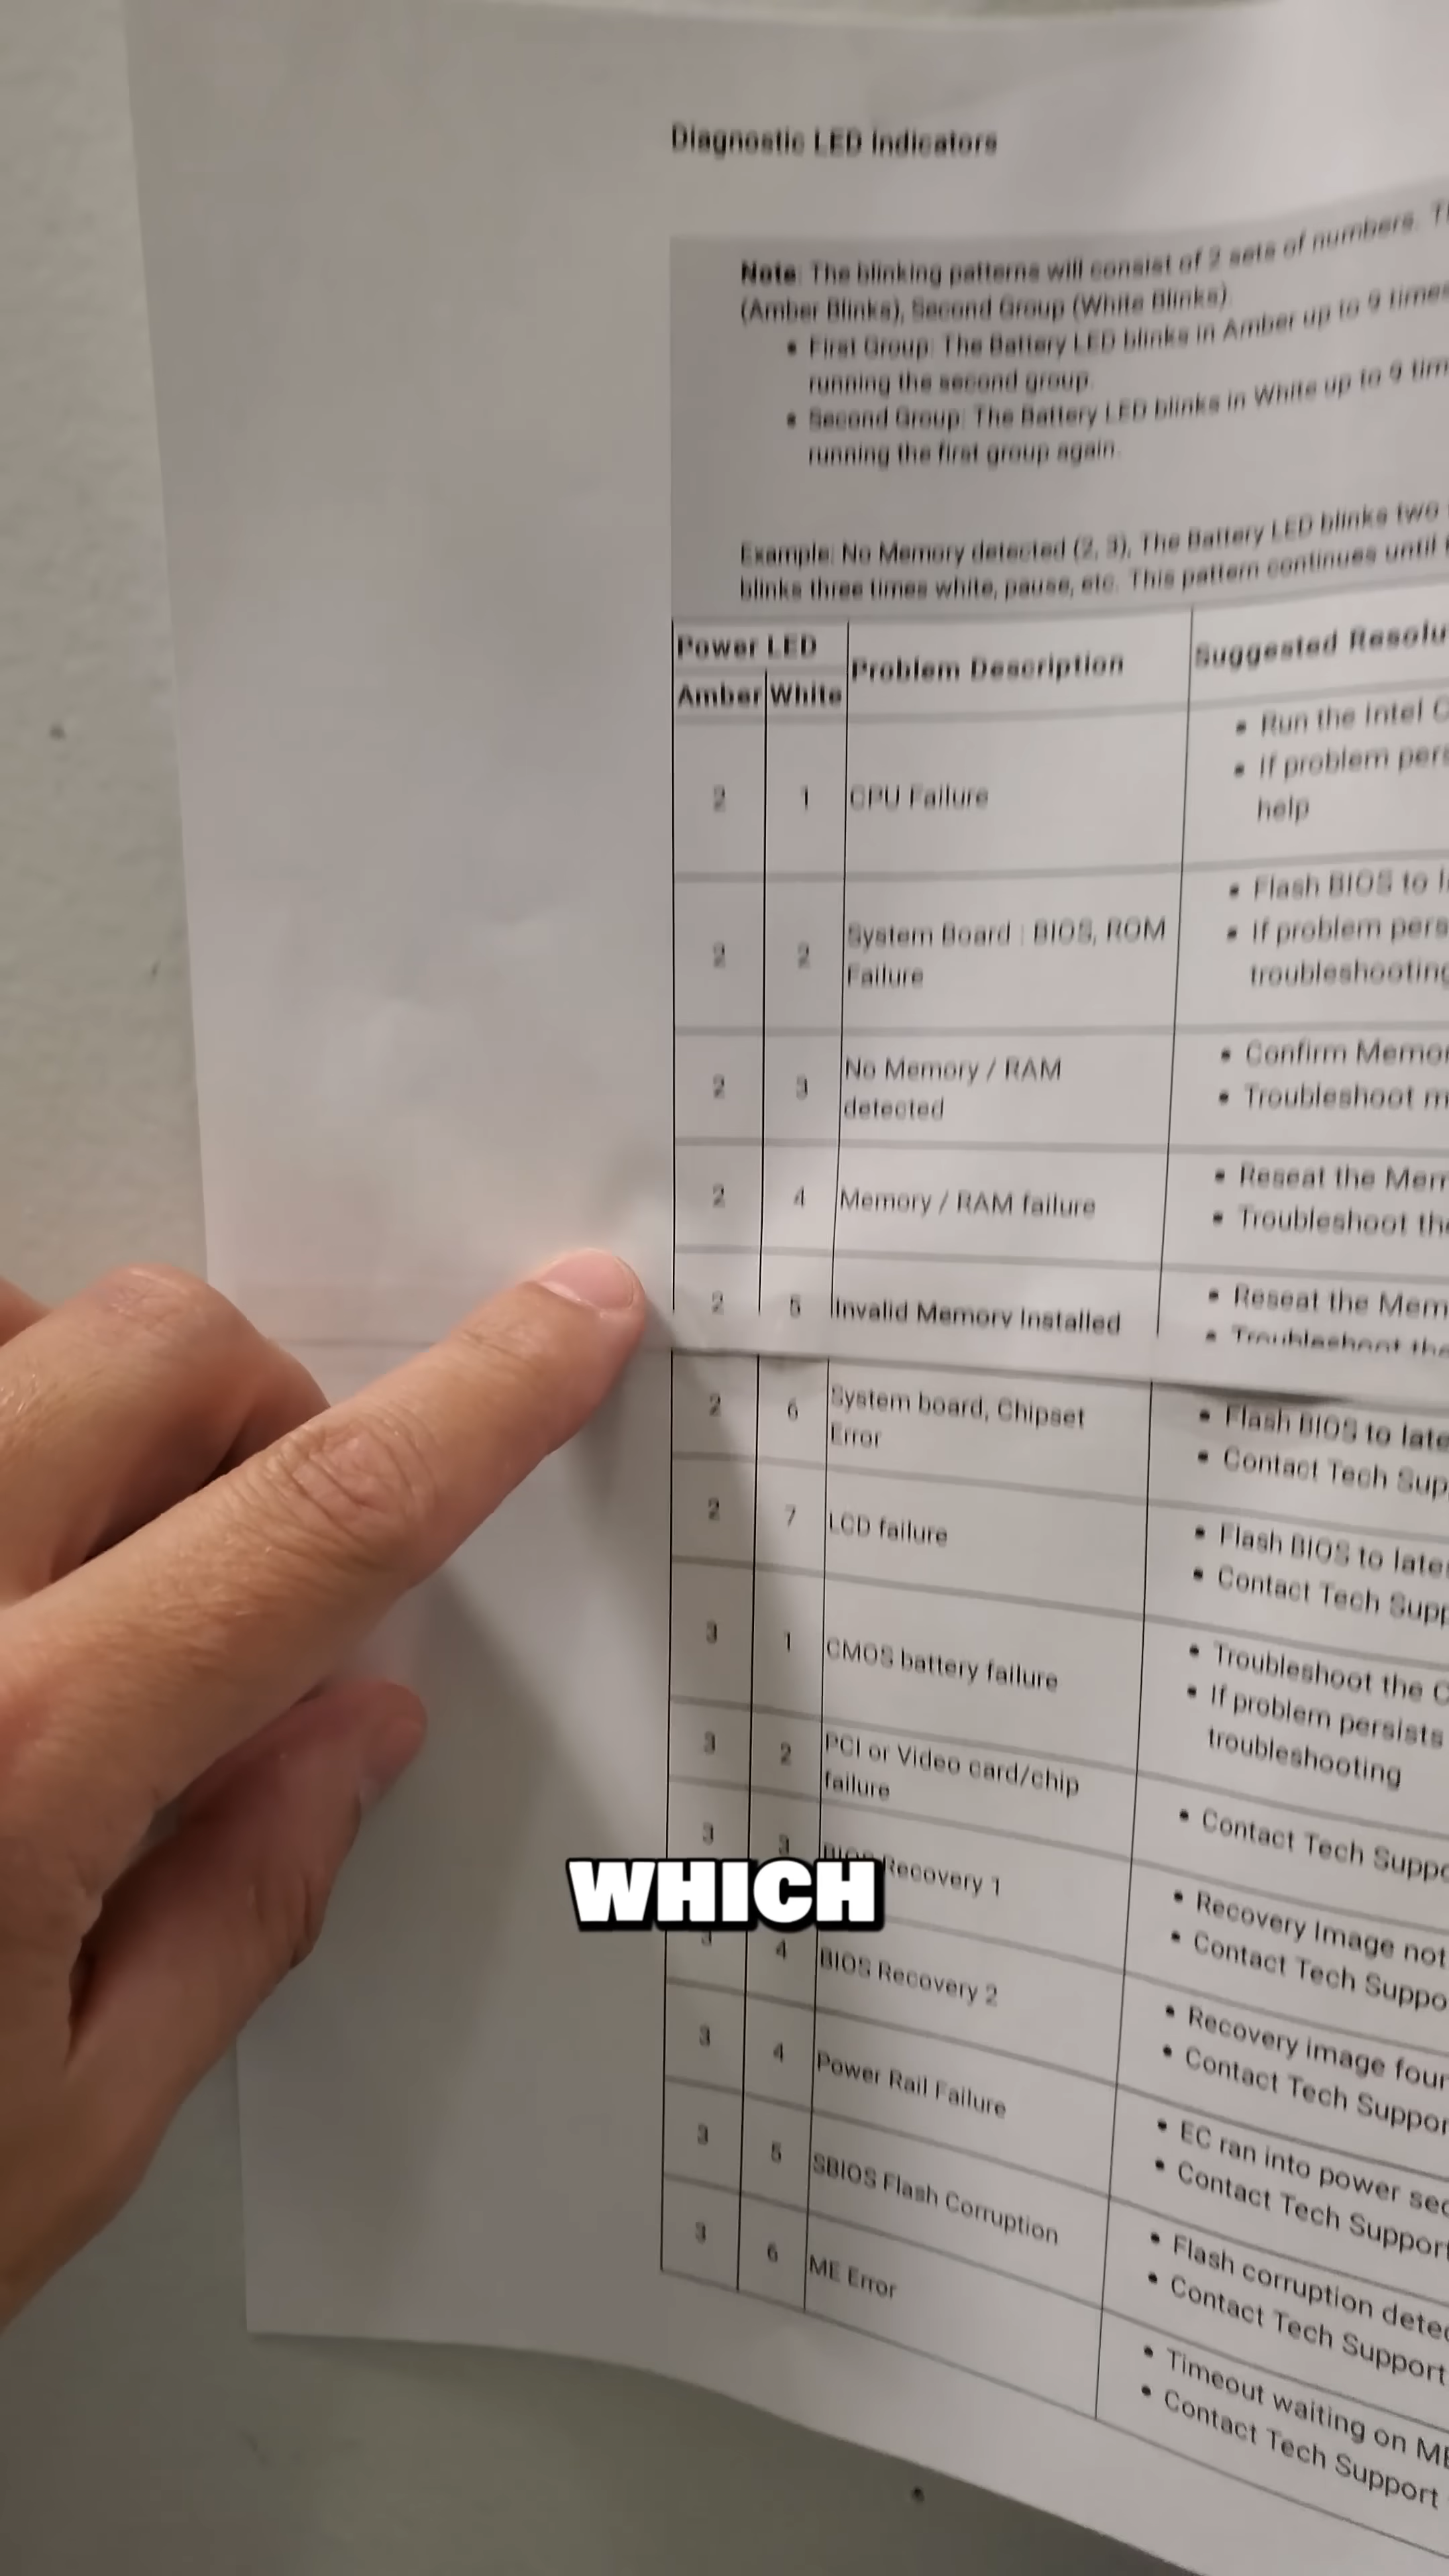 Diagnostic LED Indicators
Note: The blinking patterns will consist of 2 sets of numbers.
(Amber Blinks), Second Group (White Blinks)
• First Group: The Battery LED blinks in Amber up to 9 times
running the second group.
• Second Group: The Battery LED blinks in White up to 9
running the first group again.
Example: No Memory detected (2, 3), The Battery LED blinks two
blinks three times white, pause, etc. This pattern continues until
Power LED Problem Description Suggested
Amber White
2 1 CPU Failure
• Run the Intel
• If problem
help
2 2 System Board : BIOS, ROM
Failure
• Flash BIOS to
• If problem
troubleshooting
2 3 No Memory / RAM
detected
• Confirm
• Troubleshoot
2 4 Memory / RAM failure
• Reseat the
• Troubleshoot
2 5 Invalid Memory Installed
• Reseat the
• Troubleshoot the
2 6 System board, Chipset
Error
• Flash BIOS to
• Contact Tech
2 7 LCD failure
• Flash BIOS to
• Contact Tech
3 1 CMOS battery failure
• Troubleshoot the
• If problem persists
troubleshooting
3 2 PCI or Video card/chip
failure
• Contact Tech
3 3 BIOS Recovery 1
• Recovery Image not
• Contact Tech
WHICH
3 4 BIOS Recovery 2
• Recovery image
• Contact Tech
3 4 Power Rail Failure
• EC ran into power
• Contact Tech Support
3 5 SBIOS Flash Corruption
• Flash corruption
• Contact Tech Support
3 6 ME Error
• Timeout waiting on
• Contact Tech Support